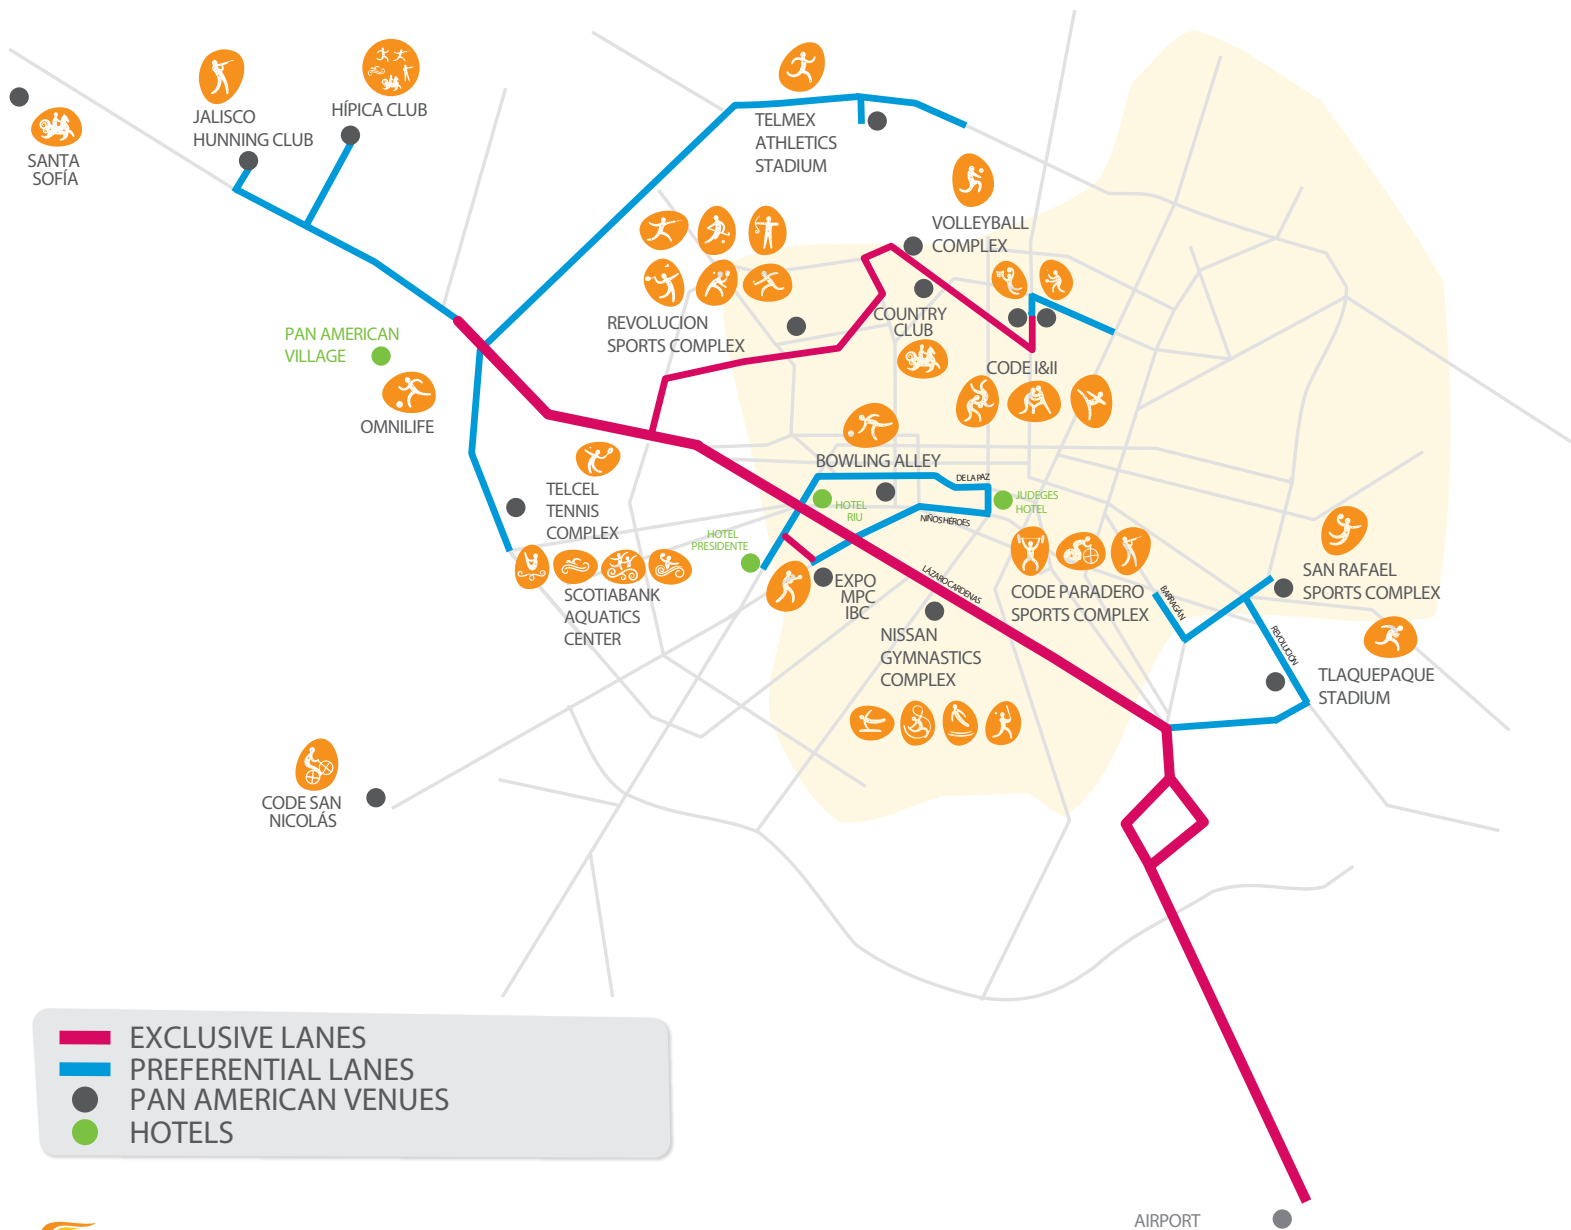 SANTA
SOFÍA
JALISCO
HUNNING CLUB
HÍPICA CLUB
TELMEX
ATHLETICS
STADIUM
VOLLEYBALL
COMPLEX
REVOLUCION
SPORTS COMPLEX
COUNTRY
CLUB
CODE I&II
PAN AMERICAN
VILLAGE
OMNILIFE
BOWLING ALLEY
DE LA PAZ
TELCEL
TENNIS
COMPLEX
HOTEL
RIU
JUDEGES
HOTEL
NIÑOS HÉROES
HOTEL
PRESIDENTE
SCOTIABANK
AQUATICS
CENTER
EXPO
MPC
IBC
LÁZARO CARDENAS
NISSAN
GYMNASTICS
COMPLEX
CODE PARADERO
SPORTS COMPLEX
BARRAGÁN
SAN RAFAEL
SPORTS COMPLEX
REVOLUCIÓN
TLAQUEPAQUE
STADIUM
CODE SAN
NICOLÁS
EXCLUSIVE LANES
PREFERENTIAL LANES
PAN AMERICAN VENUES
HOTELS
AIRPORT